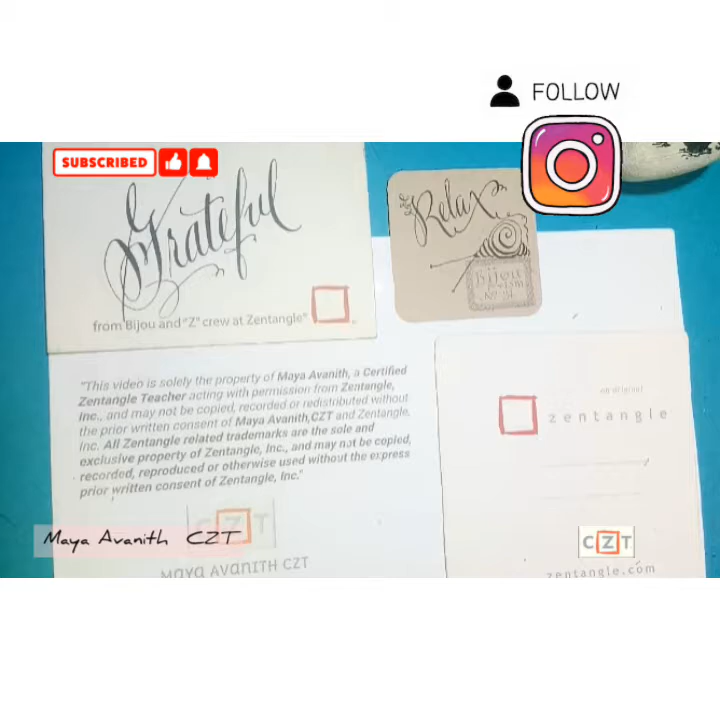 FOLLOW
SUBSCRIBED
Grateful
from Bijou and "Z" crew at Zentangle
Relax
Bijou
"This video is solely the property of Maya Avanith, a Certified
Zentangle Teacher acting with permission from Zentangle,
Inc., and may not be copied, recorded or redistributed without
the prior written consent of Maya Avanith,CZT and Zentangle,
Inc. All Zentangle related trademarks are the sole and
exclusive property of Zentangle, Inc., and may not be copied,
recorded, reproduced or otherwise used without the express
prior written consent of Zentangle, Inc."
CZT
Maya Avanith CZT
MAYA AVANITH CZT
an original
zentangle
CZT
zentangle.com